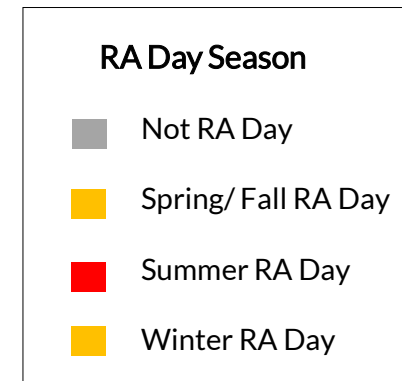 RA Day Season
Not RA Day
Spring/ Fall RA Day
Summer RA Day
Winter RA Day